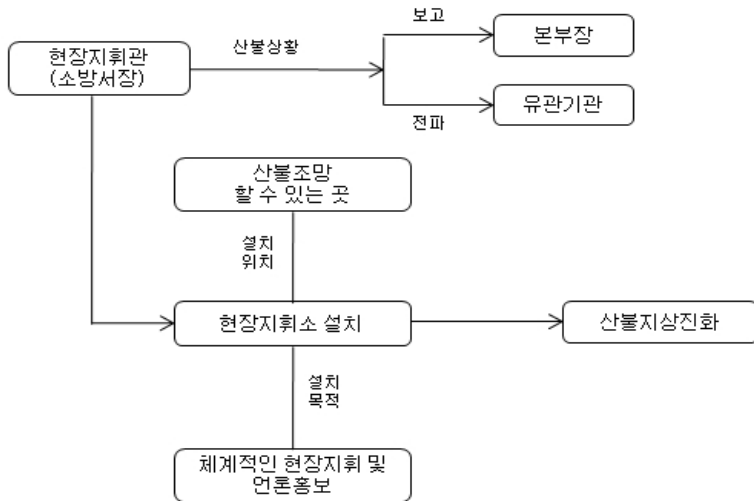 보고
본부장
현장지휘관
(소방서장)
산불상황
유관기관
전파
산불조망
할 수 있는 곳
설치
위치
현장지휘소 설치
산불지상진화
설치
목적
체계적인 현장지휘 및
언론홍보